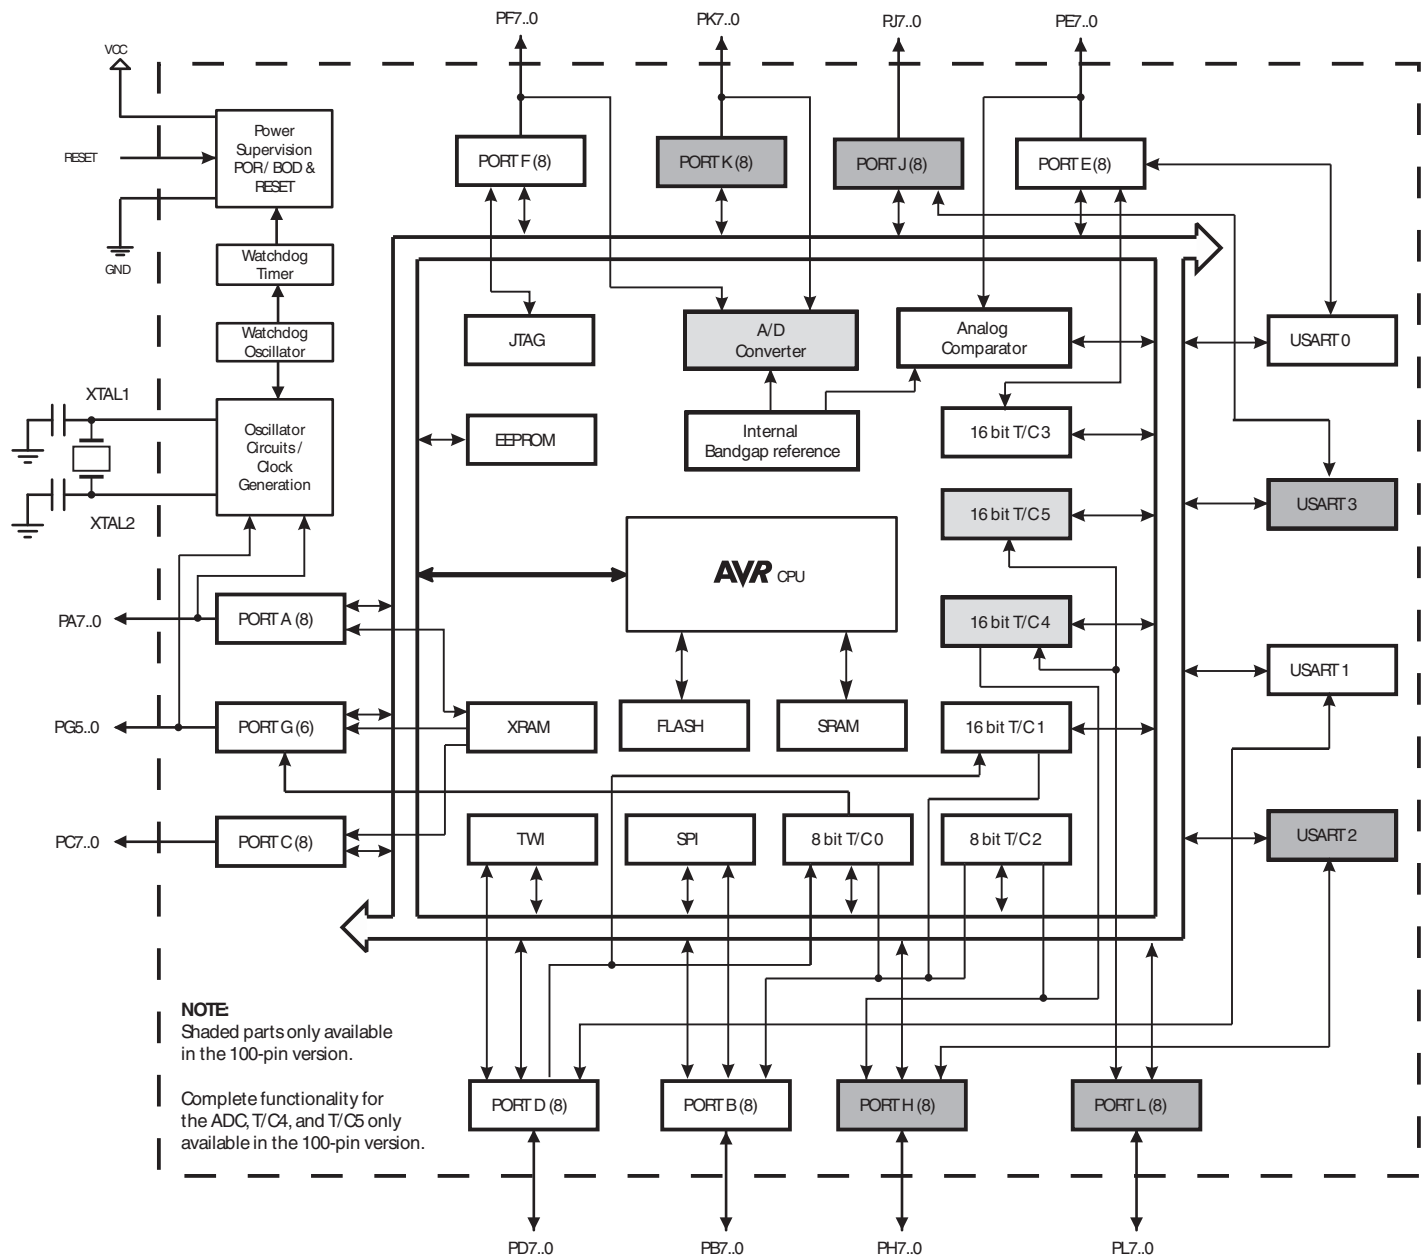 PF7..0
PK7..0
PJ7..0
PE7..0
VCC
RESET
GND
Power
Supervision
POR / BOD &
RESET
PORT F (8)
PORT K (8)
PORT J (8)
PORT E (8)
Watchdog
Timer
Watchdog
Oscillator
JTAG
A/D
Converter
Analog
Comparator
USART 0
XTAL1
XTAL2
Oscillator
Circuits /
Clock
Generation
EEPROM
Internal
Bandgap reference
16 bit T/C 3
16 bit T/C 5
USART 3
AVR CPU
PA7..0
PORT A (8)
16 bit T/C 4
USART 1
PG5..0
PORT G (6)
XRAM
FLASH
SRAM
16 bit T/C 1
PC7..0
PORT C (8)
TWI
SPI
8 bit T/C 0
8 bit T/C 2
USART 2
NOTE:
Shaded parts only available
in the 100-pin version.
Complete functionality for
the ADC, T/C4, and T/C5 only
available in the 100-pin version.
PORT D (8)
PORT B (8)
PORT H (8)
PORT L (8)
PD7..0
PB7..0
PH7..0
PL7..0